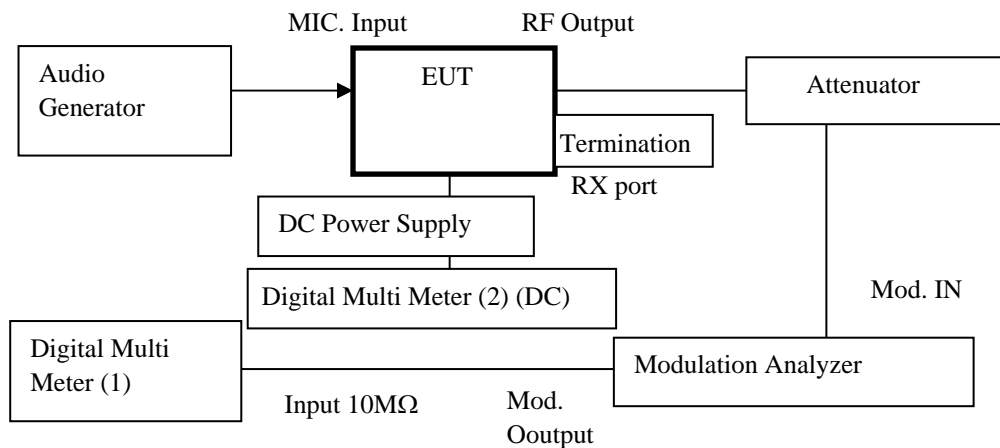 MIC. Input
RF Output
Audio
Generator
EUT
Attenuator
Termination
RX port
DC Power Supply
Digital Multi Meter (2) (DC)
Mod. IN
Digital Multi
Meter (1)
Modulation Analyzer
Input 10MΩ
Mod.
Ooutput